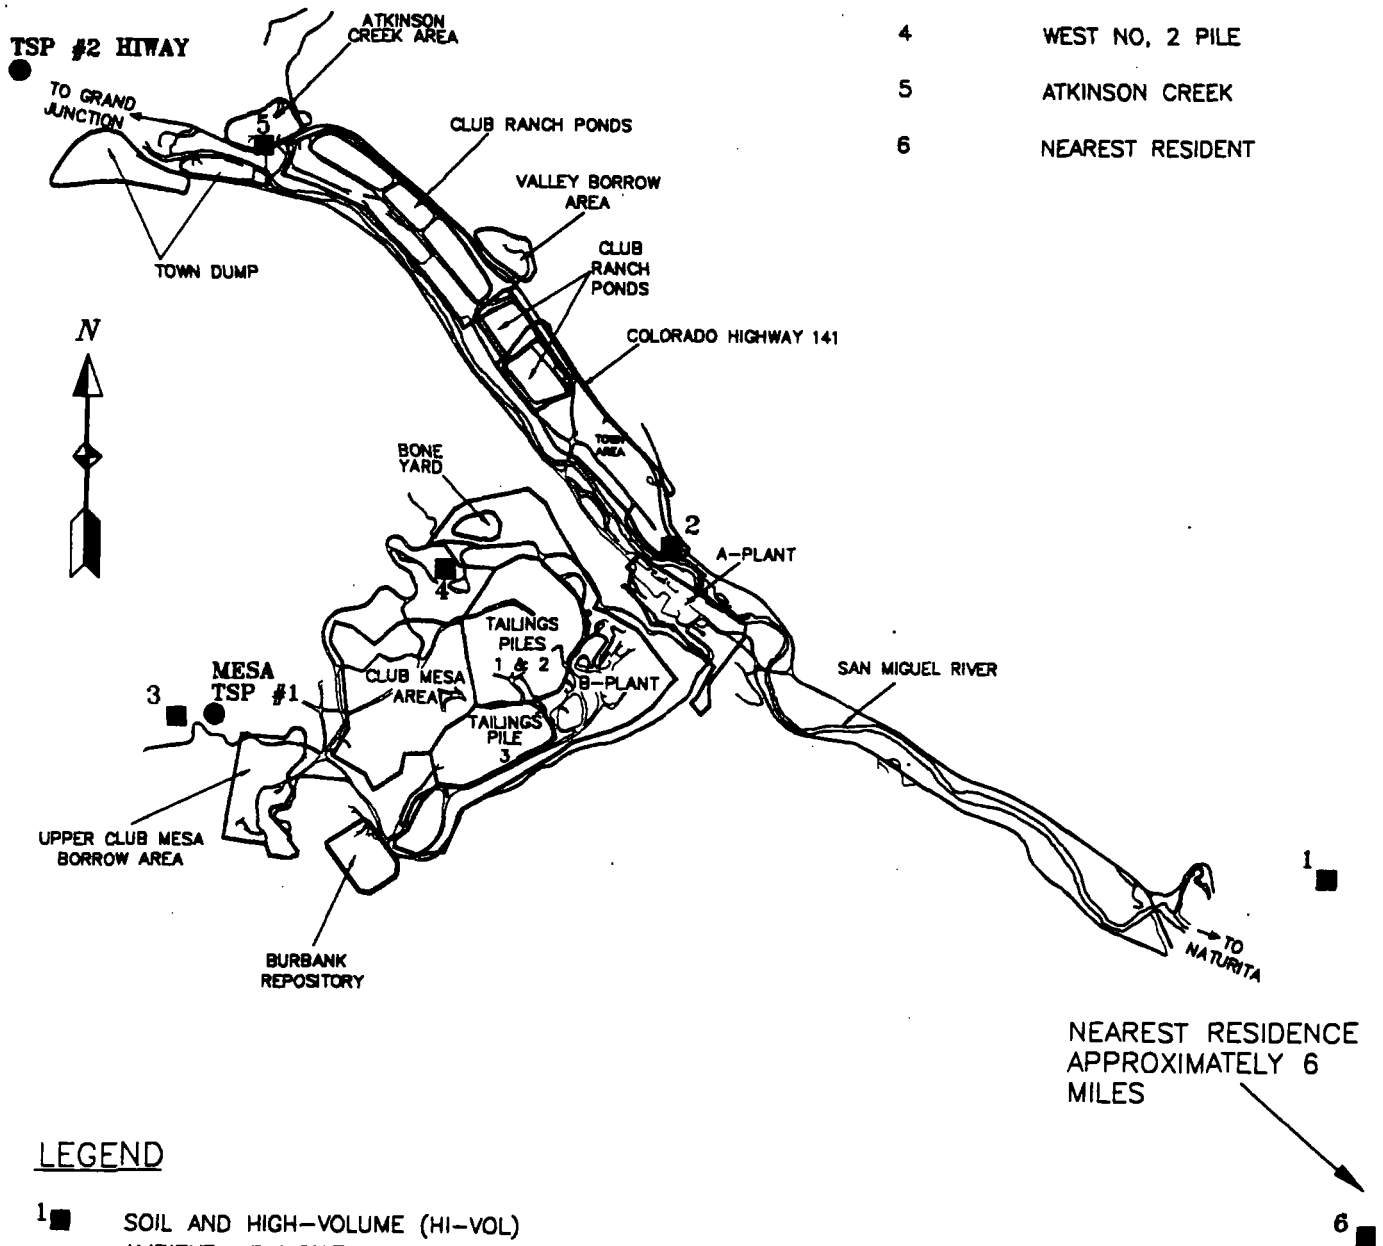 ATKINSON
CREEK AREA
TSP #2 HIWAY
TO GRAND
JUNCTION
5
CLUB RANCH PONDS
VALLEY BORROW
AREA
TOWN DUMP
CLUB
RANCH
PONDS
COLORADO HIGHWAY 141
4 WEST NO. 2 PILE
5 ATKINSON CREEK
6 NEAREST RESIDENT
N
TOWN
AREA
BONE
YARD
2
A-PLANT
4
TAILINGS
PILES
1 & 2
B-PLANT
CLUB MESA
AREA
TAILINGS
PILE
3
MESA
TSP #1
3
SAN MIGUEL RIVER
UPPER CLUB MESA
BORROW AREA
BURBANK
REPOSITORY
1
TO
NATURITA
NEAREST RESIDENCE
APPROXIMATELY 6
MILES
6
LEGEND
1 SOIL AND HIGH-VOLUME (HI-VOL)